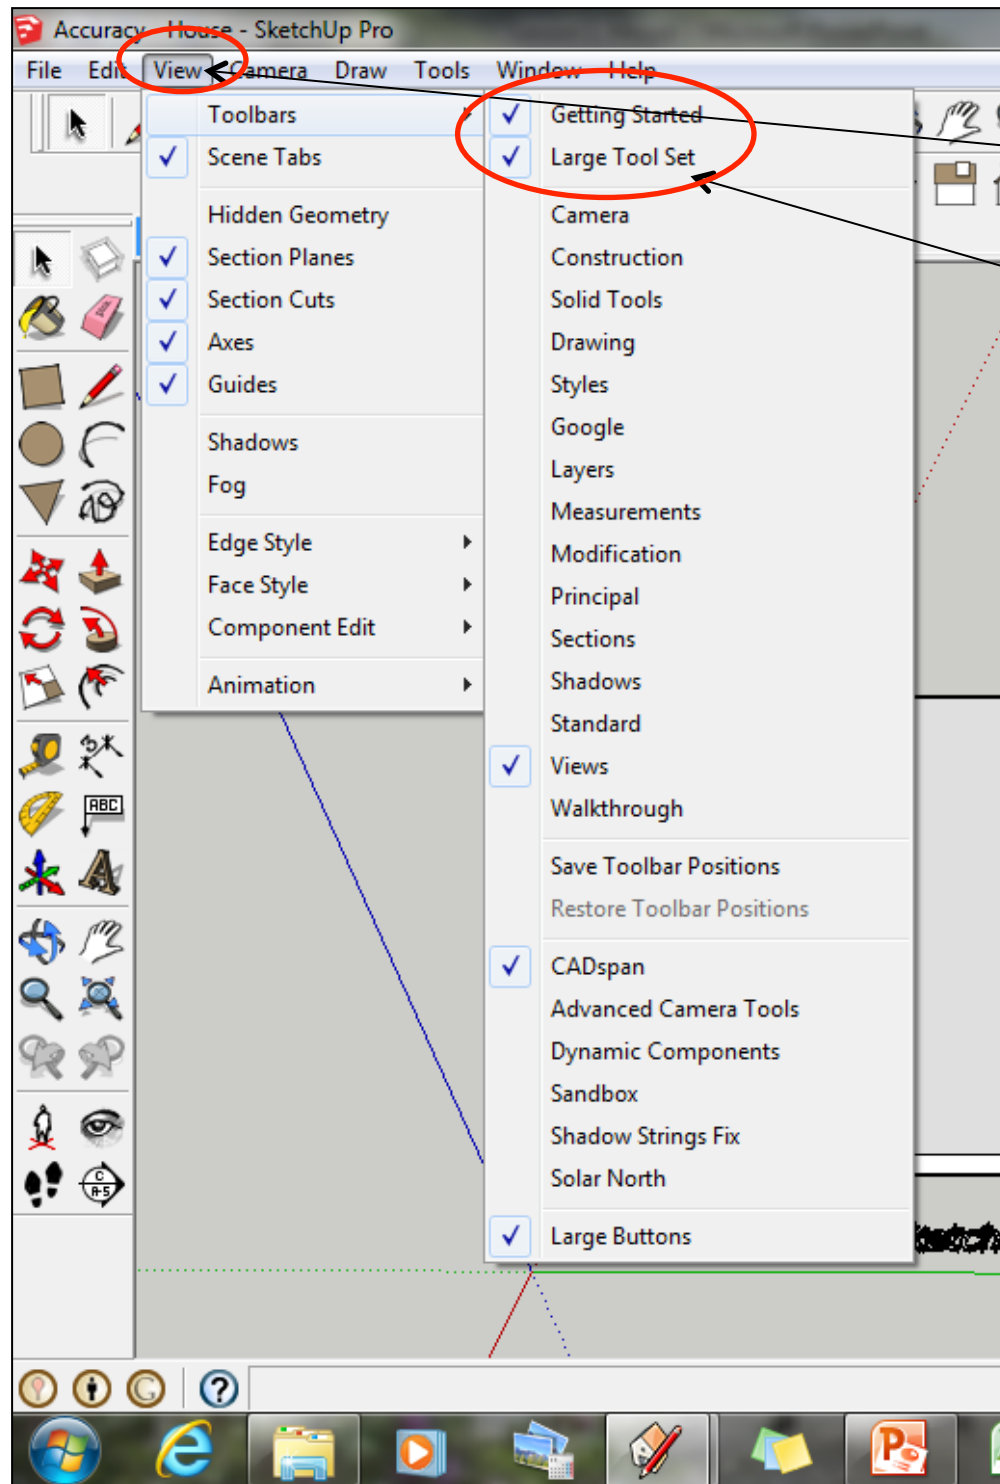 Accuracy - House - SketchUp Pro
File Edit View Camera Draw Tools Window Help
Toolbars
Scene Tabs
Hidden Geometry
Section Planes
Section Cuts
Axes
Guides
Shadows
Fog
Edge Style
Face Style
Component Edit
Animation
Getting Started
Large Tool Set
Camera
Construction
Solid Tools
Drawing
Styles
Google
Layers
Measurements
Modification
Principal
Sections
Shadows
Standard
Views
Walkthrough
Save Toolbar Positions
Restore Toolbar Positions
CADspan
Advanced Camera Tools
Dynamic Components
Sandbox
Shadow Strings Fix
Solar North
Large Buttons
ABC
A
C
A-5
G
?
P